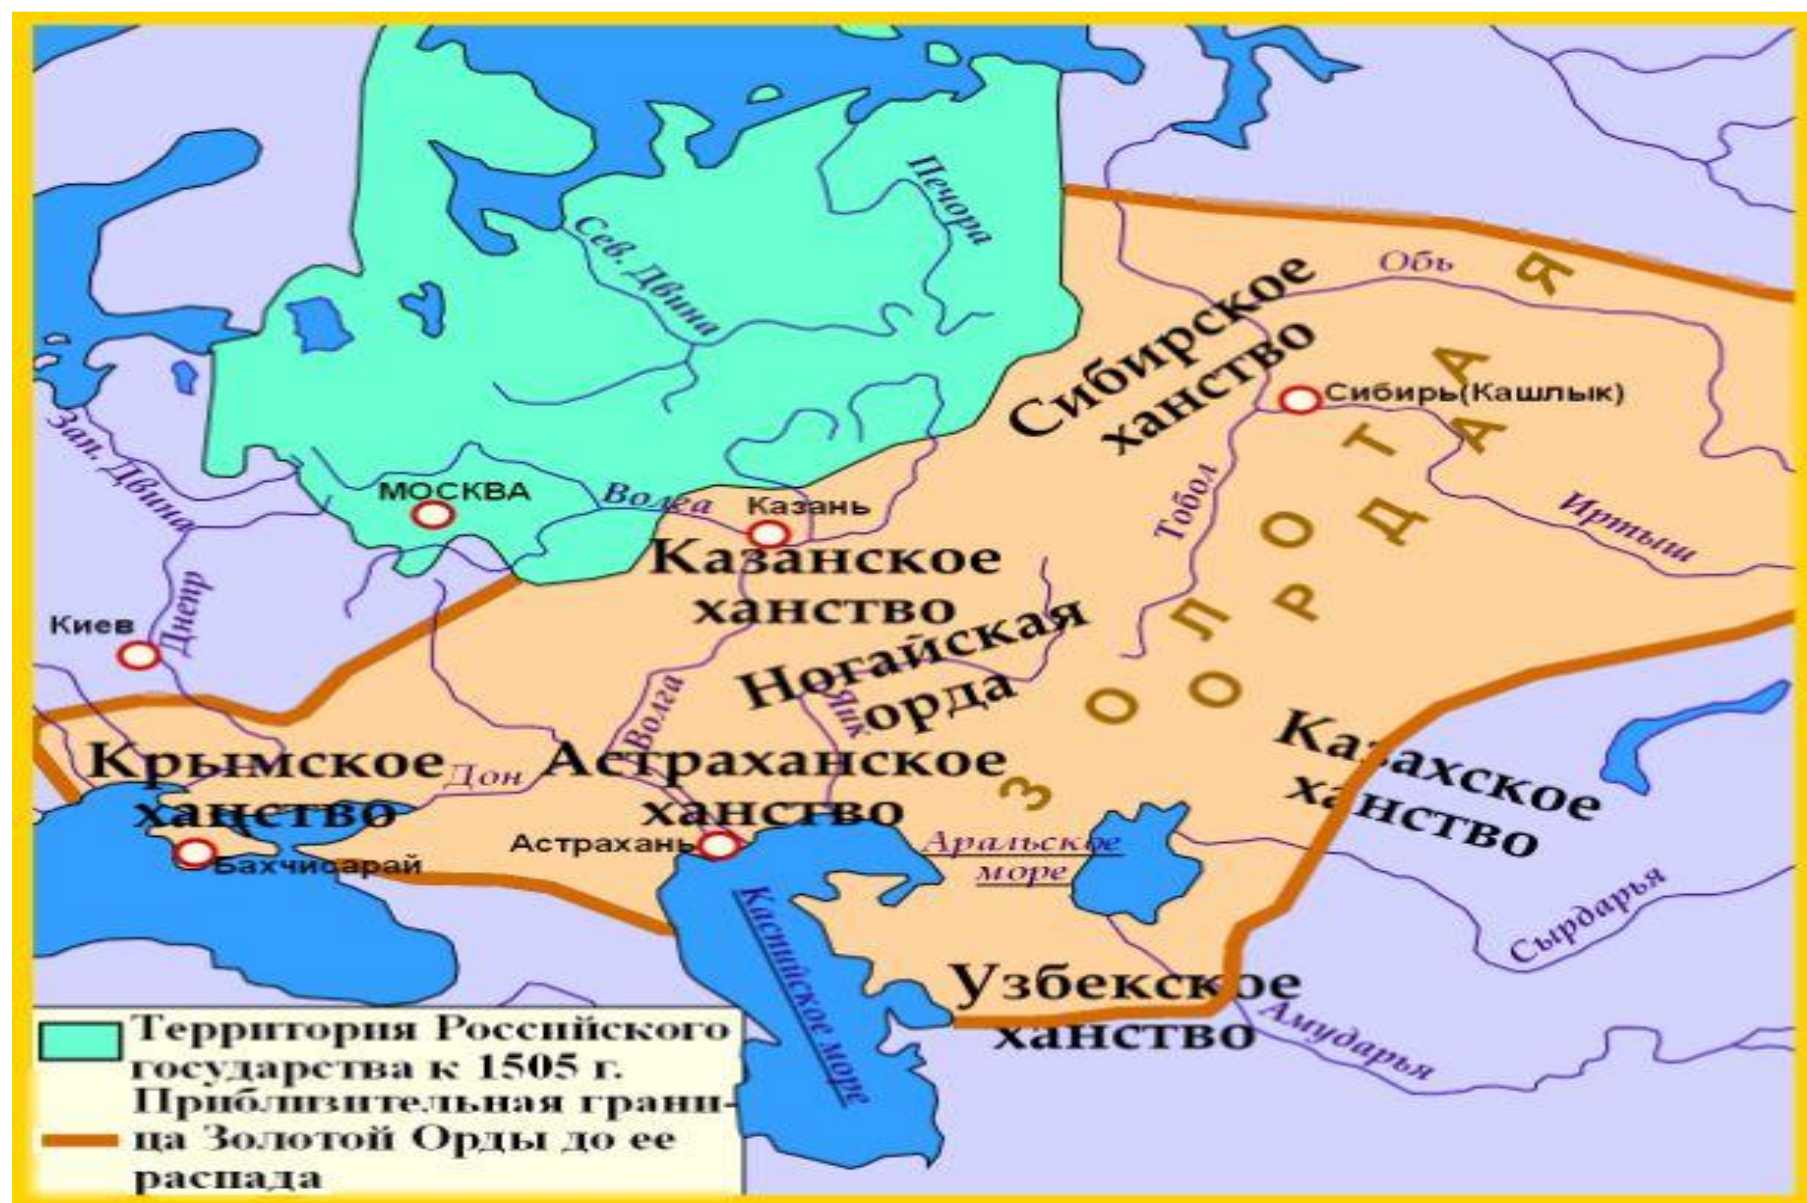 Печора
Сев. Двина
Обь
Сибирское
ханство
ЗОЛОТАЯ
ОРДА
Сибирь(Кашлык)
Зап. Двина
МОСКВА
Волга
Казань
Тобол
Иртыш
Казанское
ханство
Киев
Днепр
Ногайская
орда
Волга
Яик
Крымское
ханство
Дон
Астраханское
ханство
Казахское
ханство
Астрахань
Бахчисарай
Аральское
море
Каспийское море
Сырдарья
Узбекское
ханство
Амударья
Территория Российского
государства к 1505 г.
Приблизительная грани-
ца Золотой Орды до ее
распада